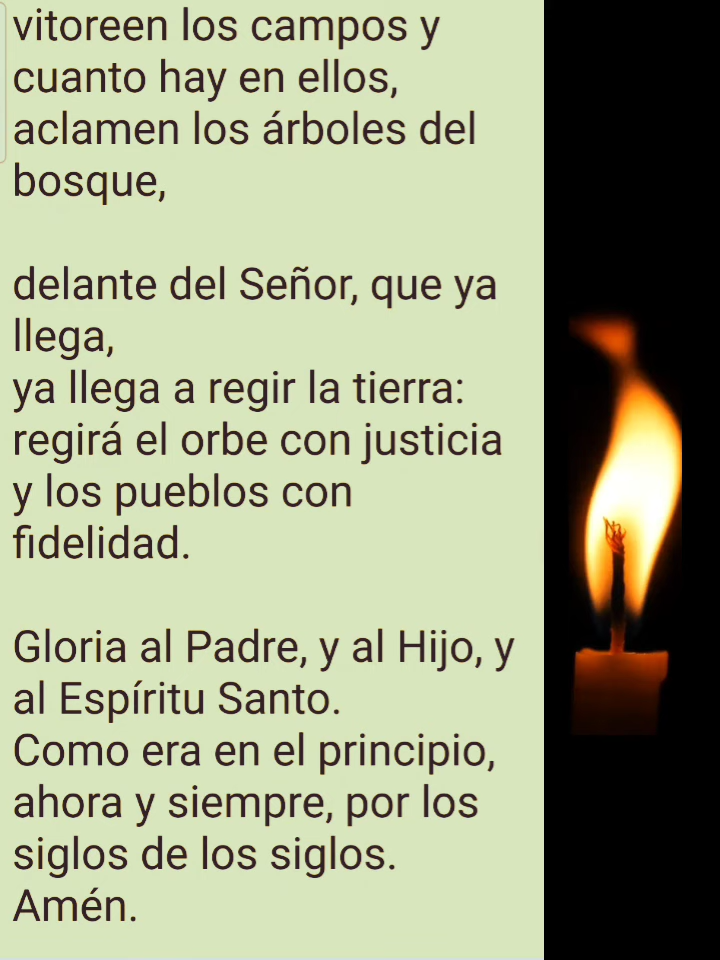 vitoreen los campos y
cuanto hay en ellos,
aclamen los árboles del
bosque,
delante del Señor, que ya
llega,
ya llega a regir la tierra:
regirá el orbe con justicia
y los pueblos con
fidelidad.
Gloria al Padre, y al Hijo, y
al Espíritu Santo.
Como era en el principio,
ahora y siempre, por los
siglos de los siglos.
Amén.